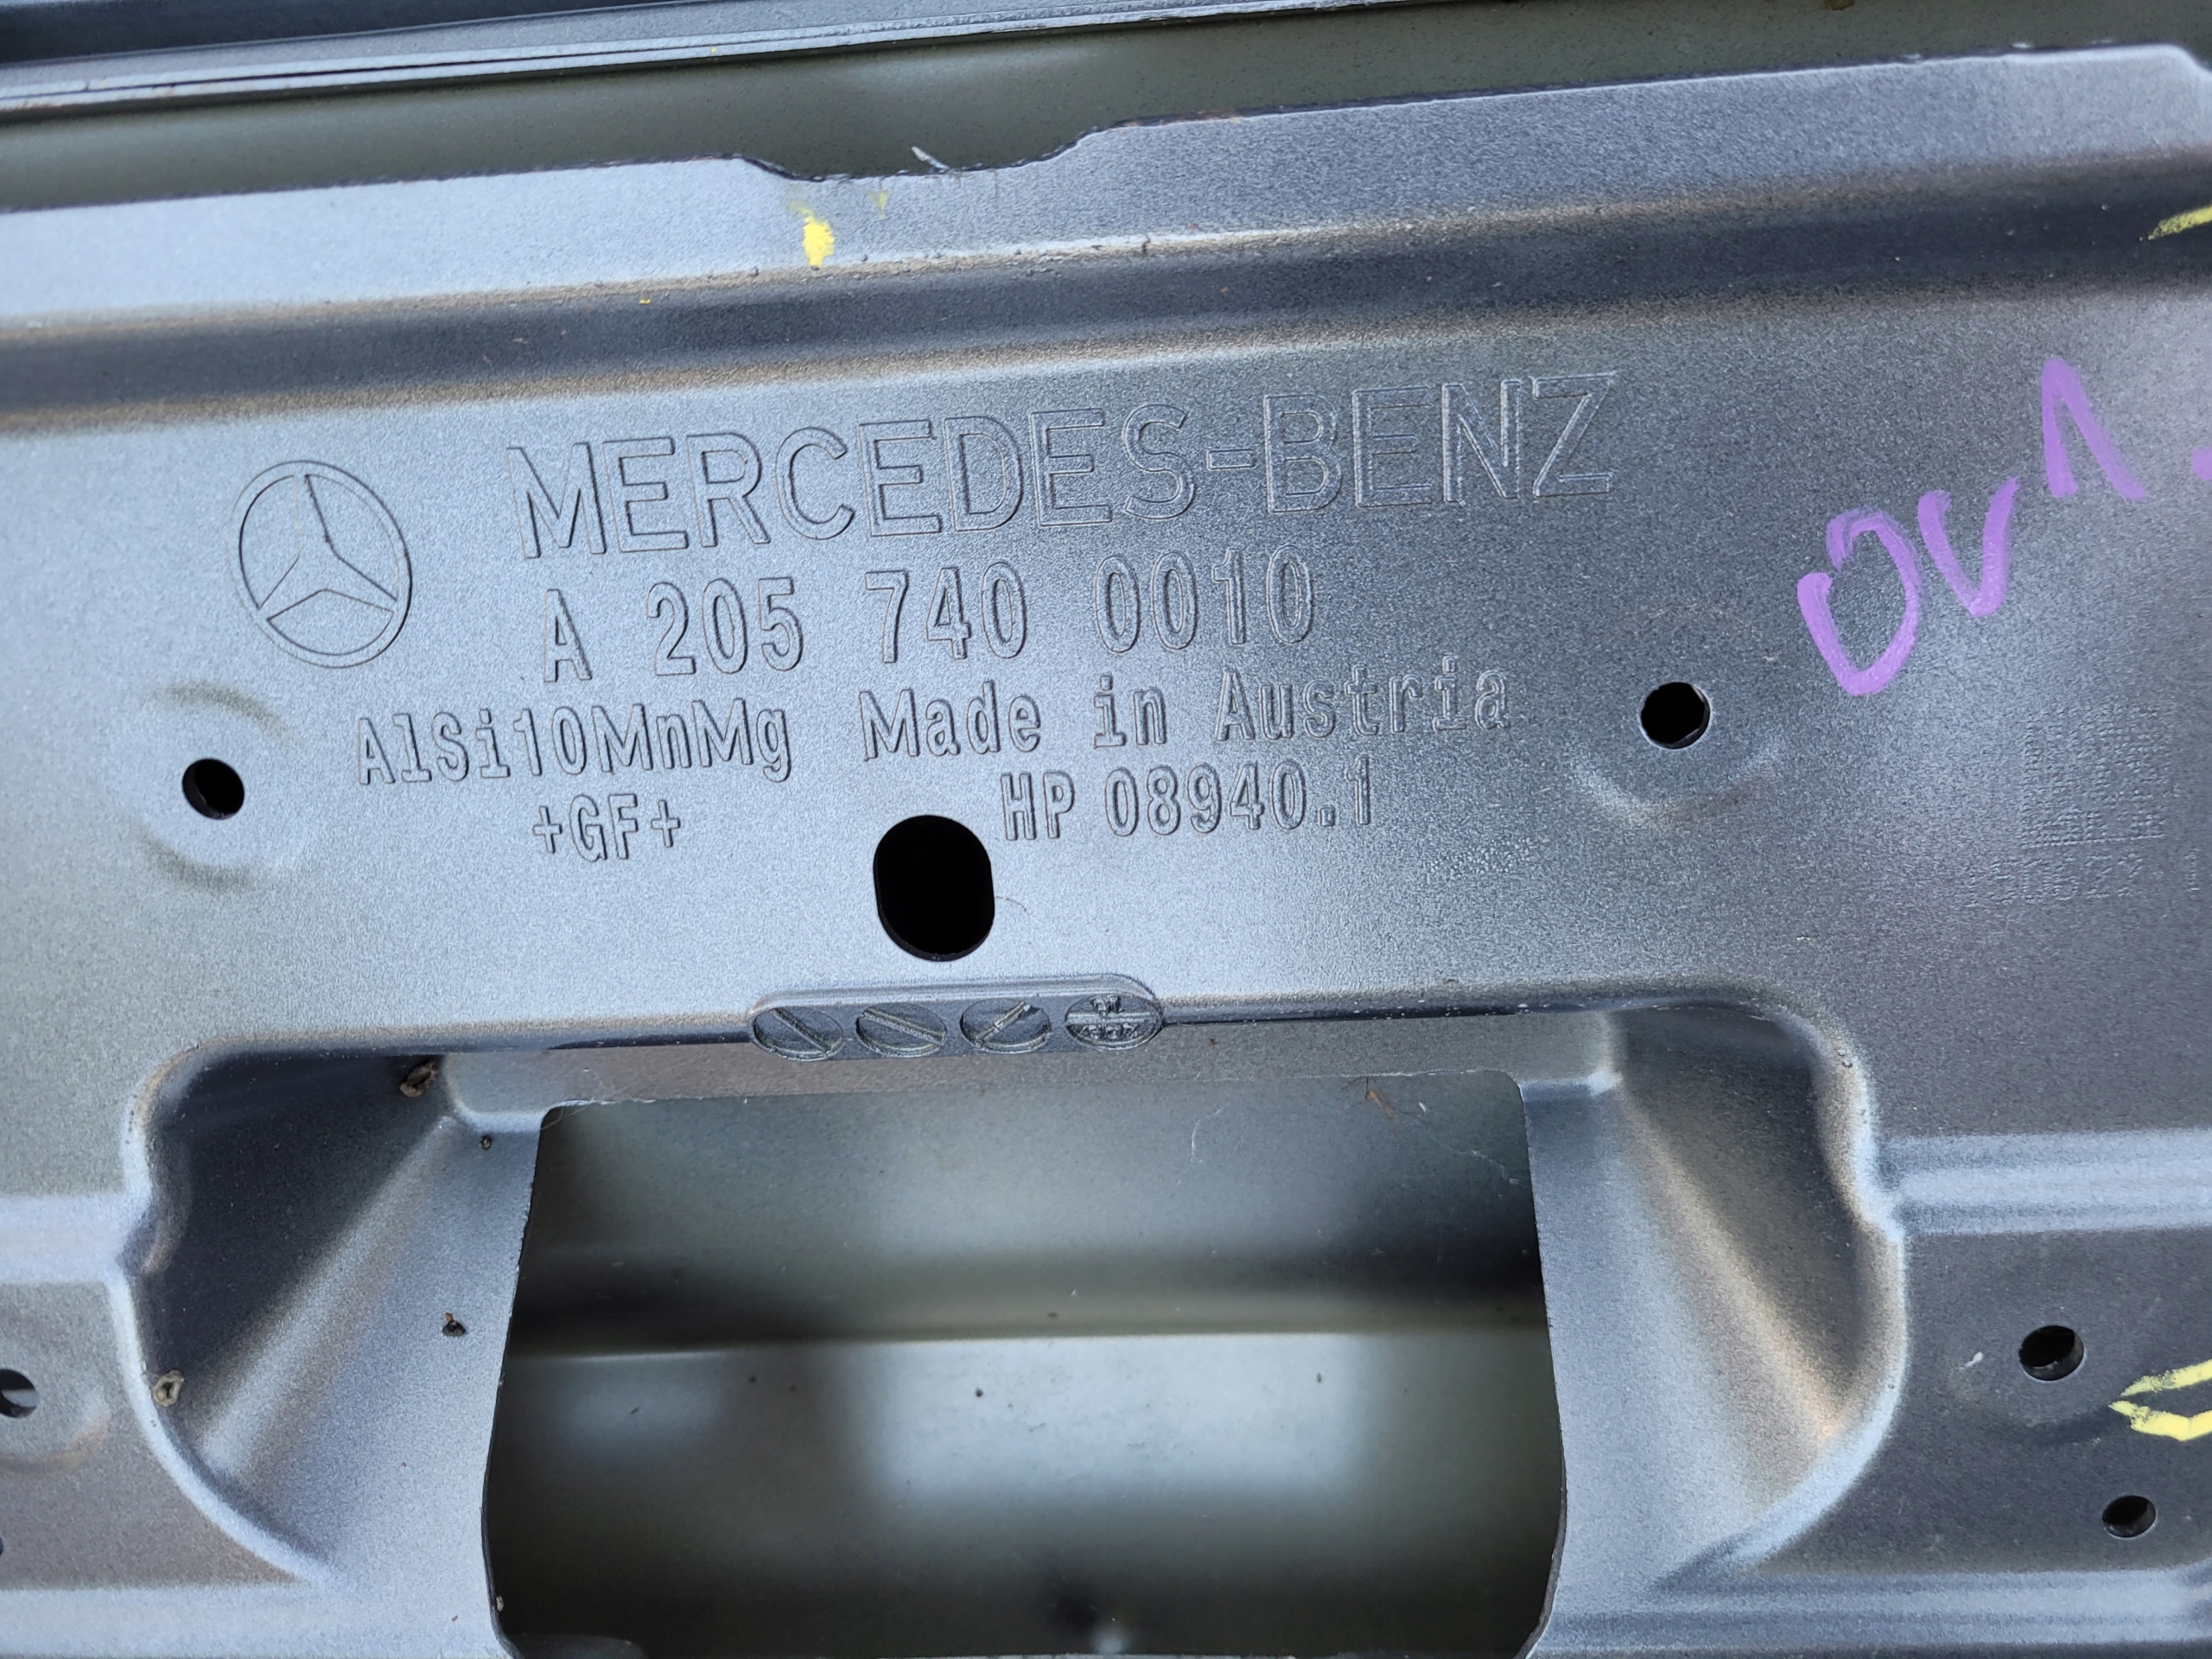 MERCEDES-BENZ
A 205 740 0010
AlSi10MnMg Made in Austria
+GF+ HP 08940.1